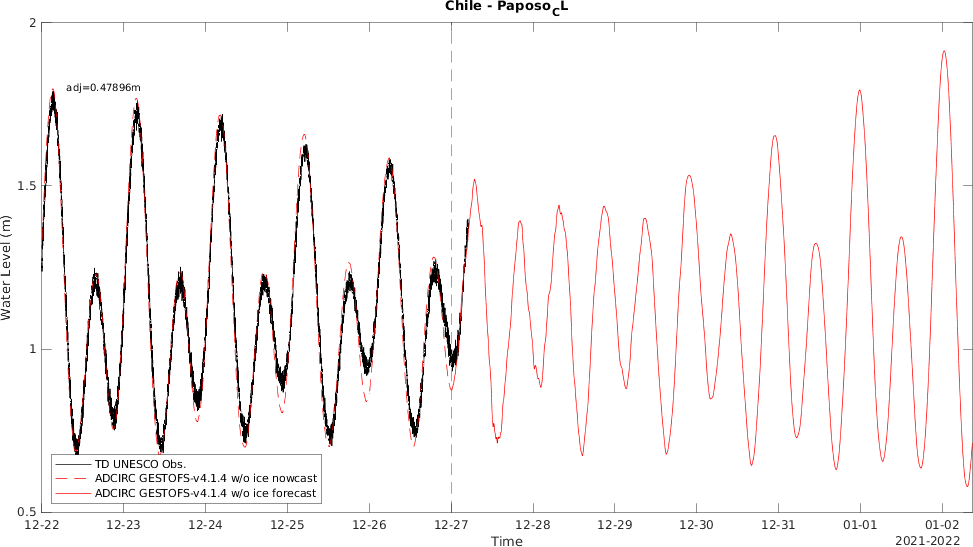 Chile - Paposo_CL
adj=0.47896m
2
1.5
1
0.5
Water Level (m)
TD UNESCO Obs.
ADCIRC GESTOFS-v4.1.4 w/o ice nowcast
ADCIRC GESTOFS-v4.1.4 w/o ice forecast
12-22 12-23 12-24 12-25 12-26 12-27 12-28 12-29 12-30 12-31 01-01 01-02
Time
2021-2022